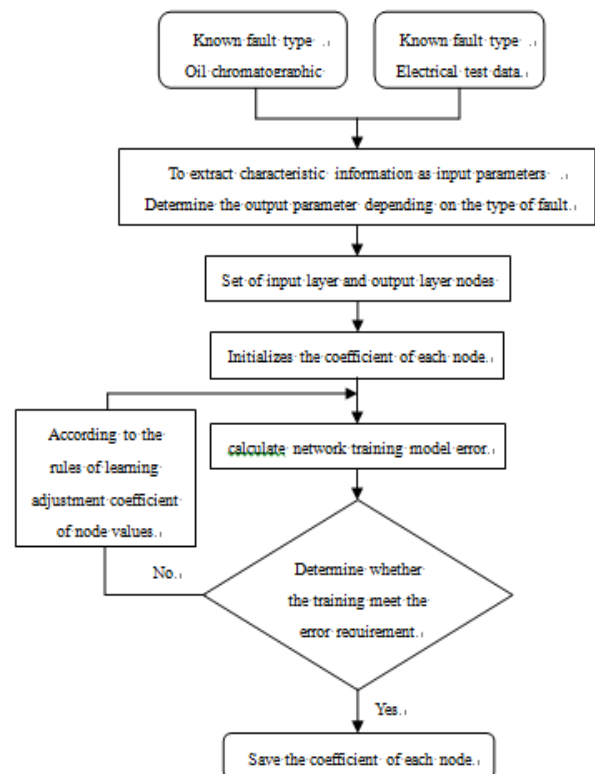 Known fault type
Oil chromatographic
Known fault type
Electrical test data.
To extract characteristic information as input parameters
Determine the output parameter depending on the type of fault.
Set of input layer and output layer nodes
Initializes the coefficient of each node.
According to the
rules of learning
adjustment coefficient
of node values.
calculate network training model error.
No.
Determine whether
the training meet the
error requirement.
Yes.
Save the coefficient of each node.